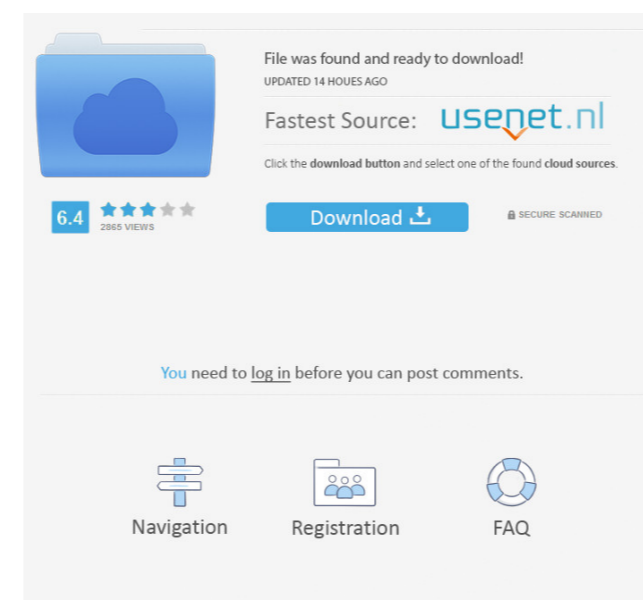 File was found and ready to download!
UPDATED 14 HOUES AGO
Fastest Source: usenet.nl
Click the download button and select one of the found cloud sources.
6.4
2865 VIEWS
Download
SECURE SCANNED
You need to log in before you can post comments.
Navigation
Registration
FAQ